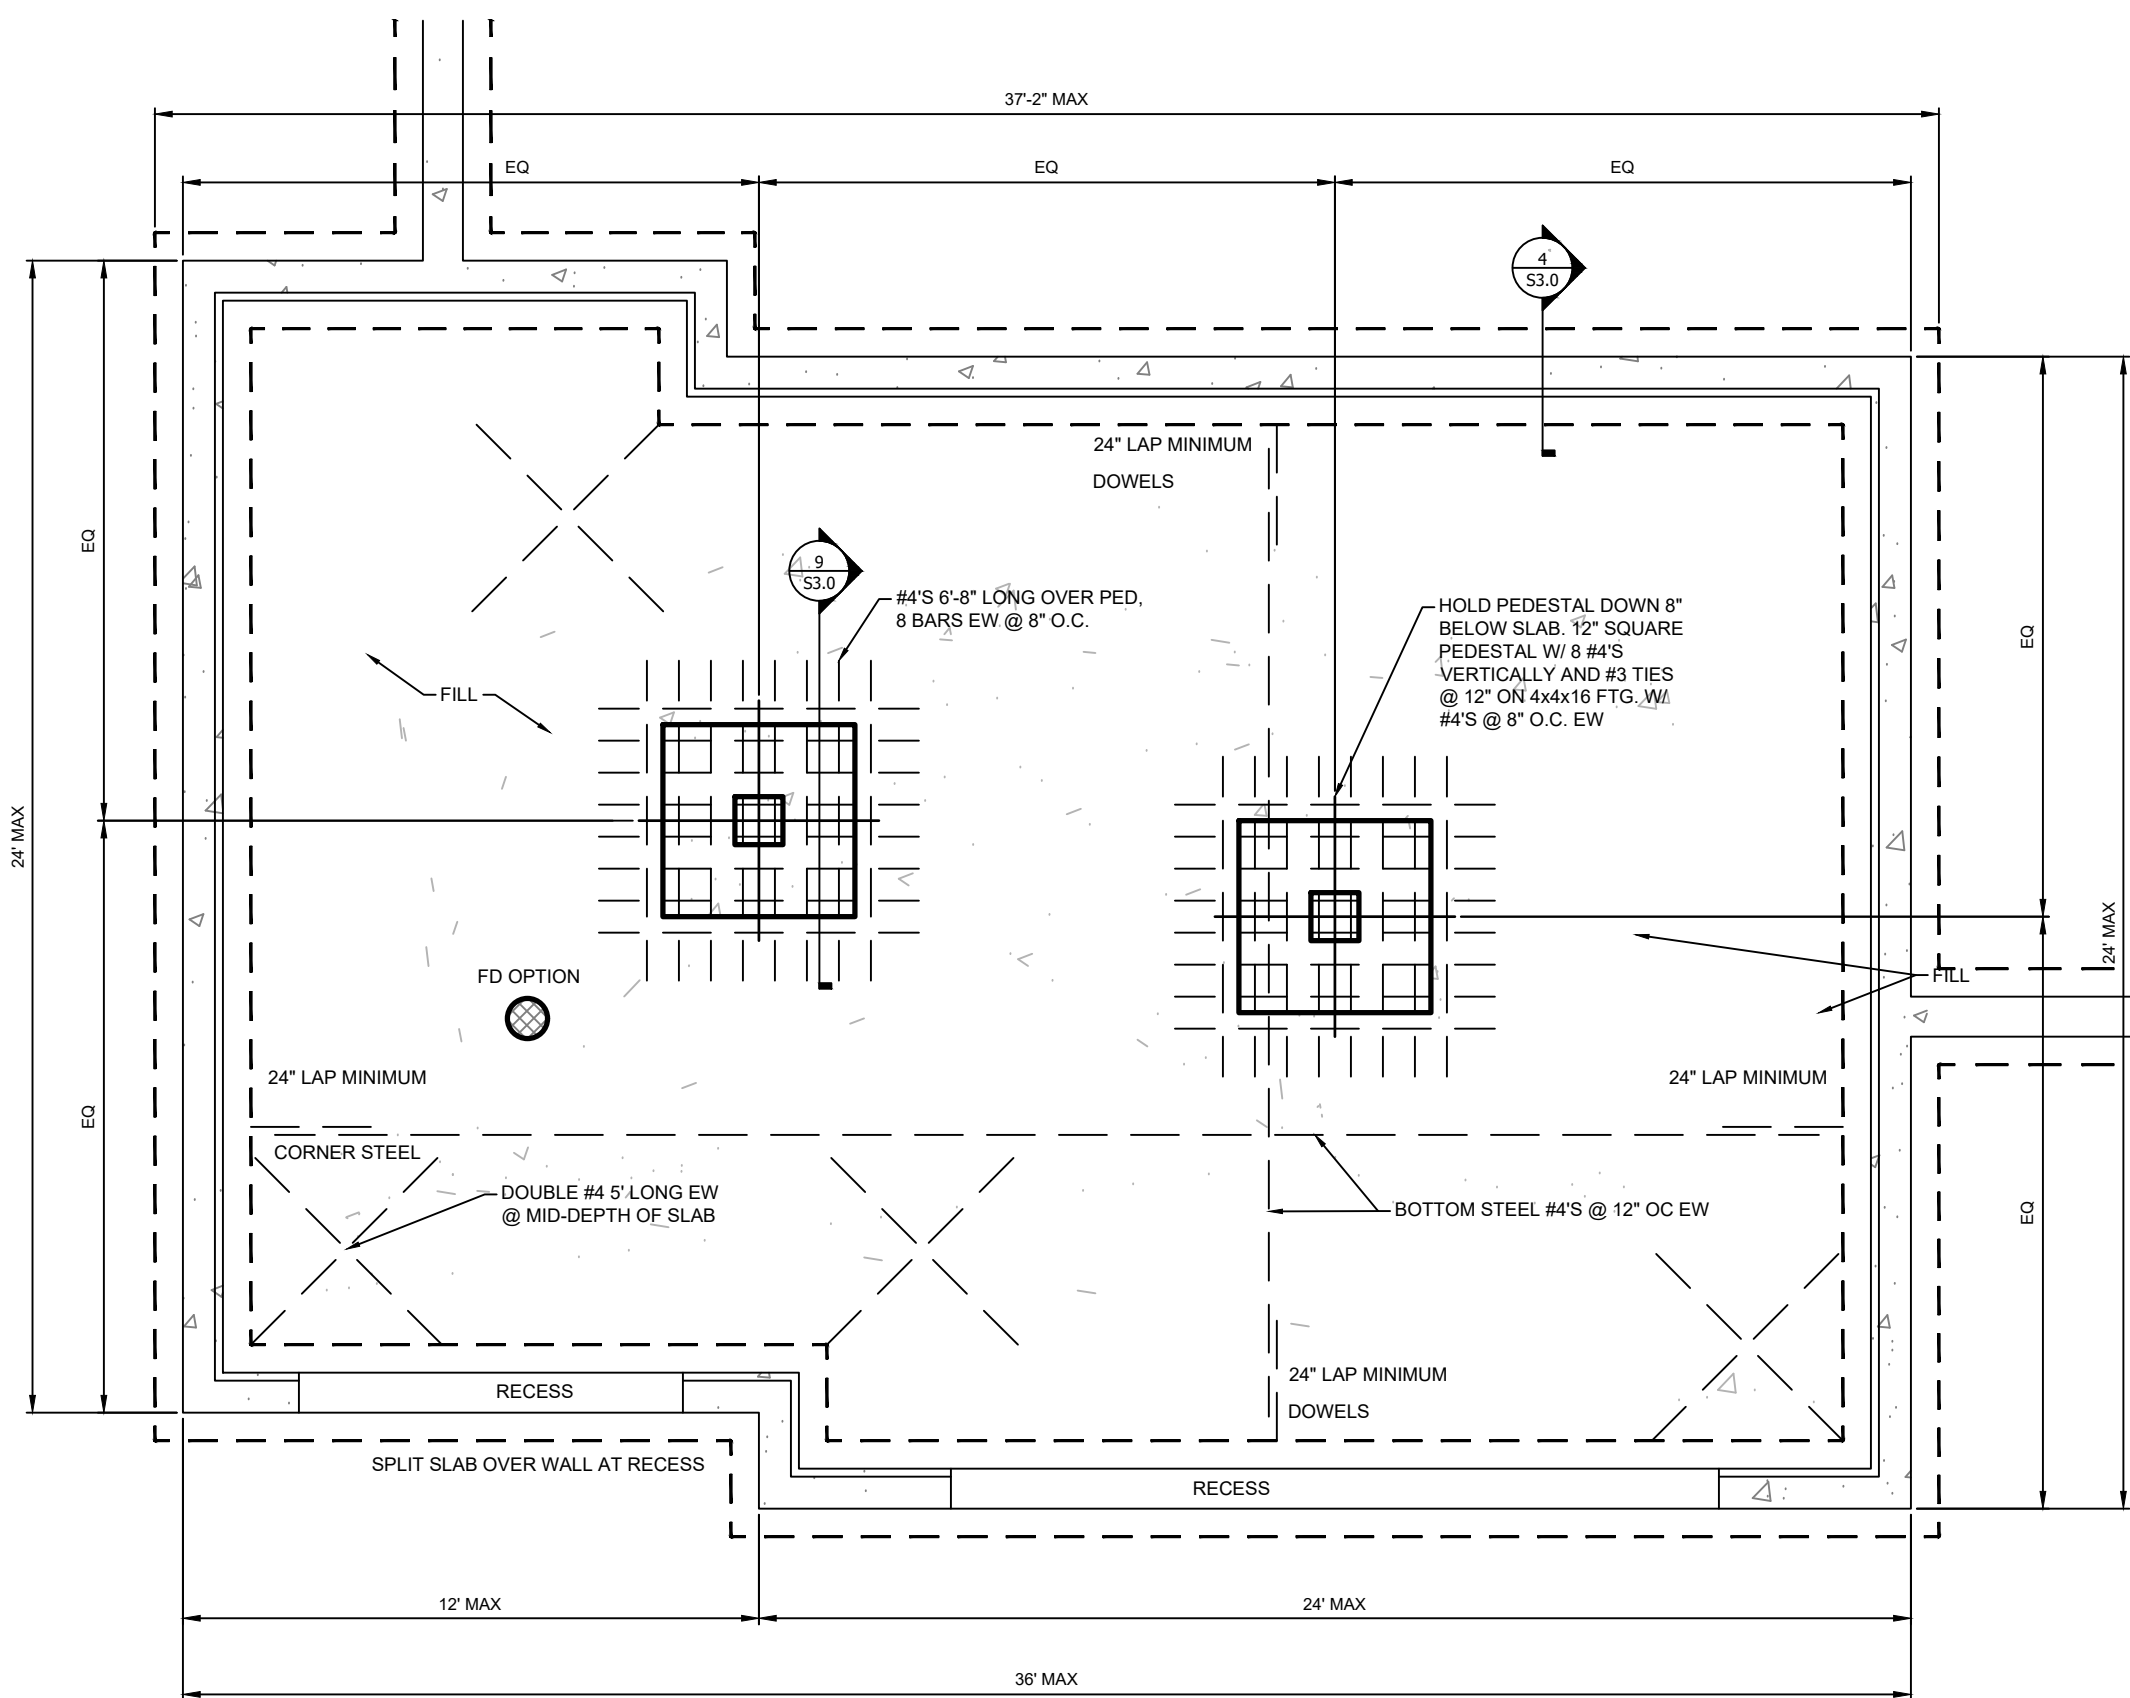 37'-2" MAX
EQ
EQ
EQ
4
S3.0
24" LAP MINIMUM
DOWELS
EQ
9
S3.0
#4'S 6'-8" LONG OVER PED,
8 BARS EW @ 8" O.C.
HOLD PEDESTAL DOWN 8"
BELOW SLAB. 12" SQUARE
PEDESTAL W/ 8 #4'S
VERTICALLY AND #3 TIES
@ 12" ON 4x4x16 FTG. W/
#4'S @ 8" O.C. EW
EQ
FILL
24' MAX
24' MAX
FD OPTION
FILL
24" LAP MINIMUM
24" LAP MINIMUM
EQ
CORNER STEEL
DOUBLE #4 5' LONG EW
@ MID-DEPTH OF SLAB
BOTTOM STEEL #4'S @ 12" OC EW
EQ
24" LAP MINIMUM
RECESS
DOWELS
SPLIT SLAB OVER WALL AT RECESS
RECESS
12' MAX
24' MAX
36' MAX